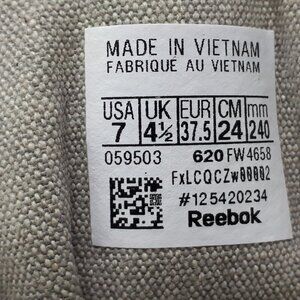 MADE IN VIETNAM
FABRIQUÉ AU VIETNAM
USA UK EUR CM mm
7 4½ 37.5 24 240
059503 620 FW4658
FxLCQCZw00002
#125420234
Reebok